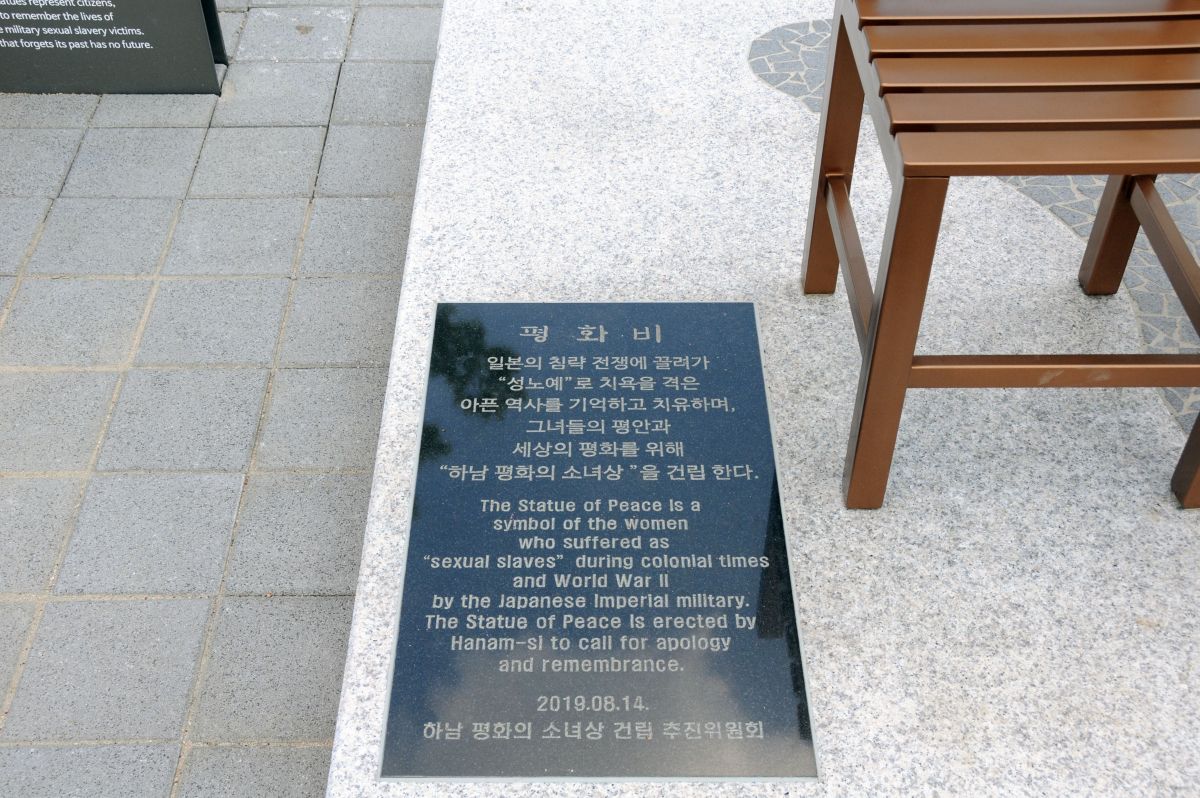 atues represent citizens,
to remember the lives of
e military sexual slavery victims.
that forgets its past has no future.
평 화 비
일본의 침략 전쟁에 끌려가
“성노예”로 치욕을 겪은
아픈 역사를 기억하고 치유하며,
그녀들의 평안과
세상의 평화를 위해
“하남 평화의 소녀상 ”을 건립 한다.
The Statue of Peace is a
symbol of the women
who suffered as
“sexual slaves” during colonial times
and World War II
by the Japanese Imperial military.
The Statue of Peace is erected by
Hanam-si to call for apology
and remembrance.
2019.08.14.
하남 평화의 소녀상 건립 추진위원회